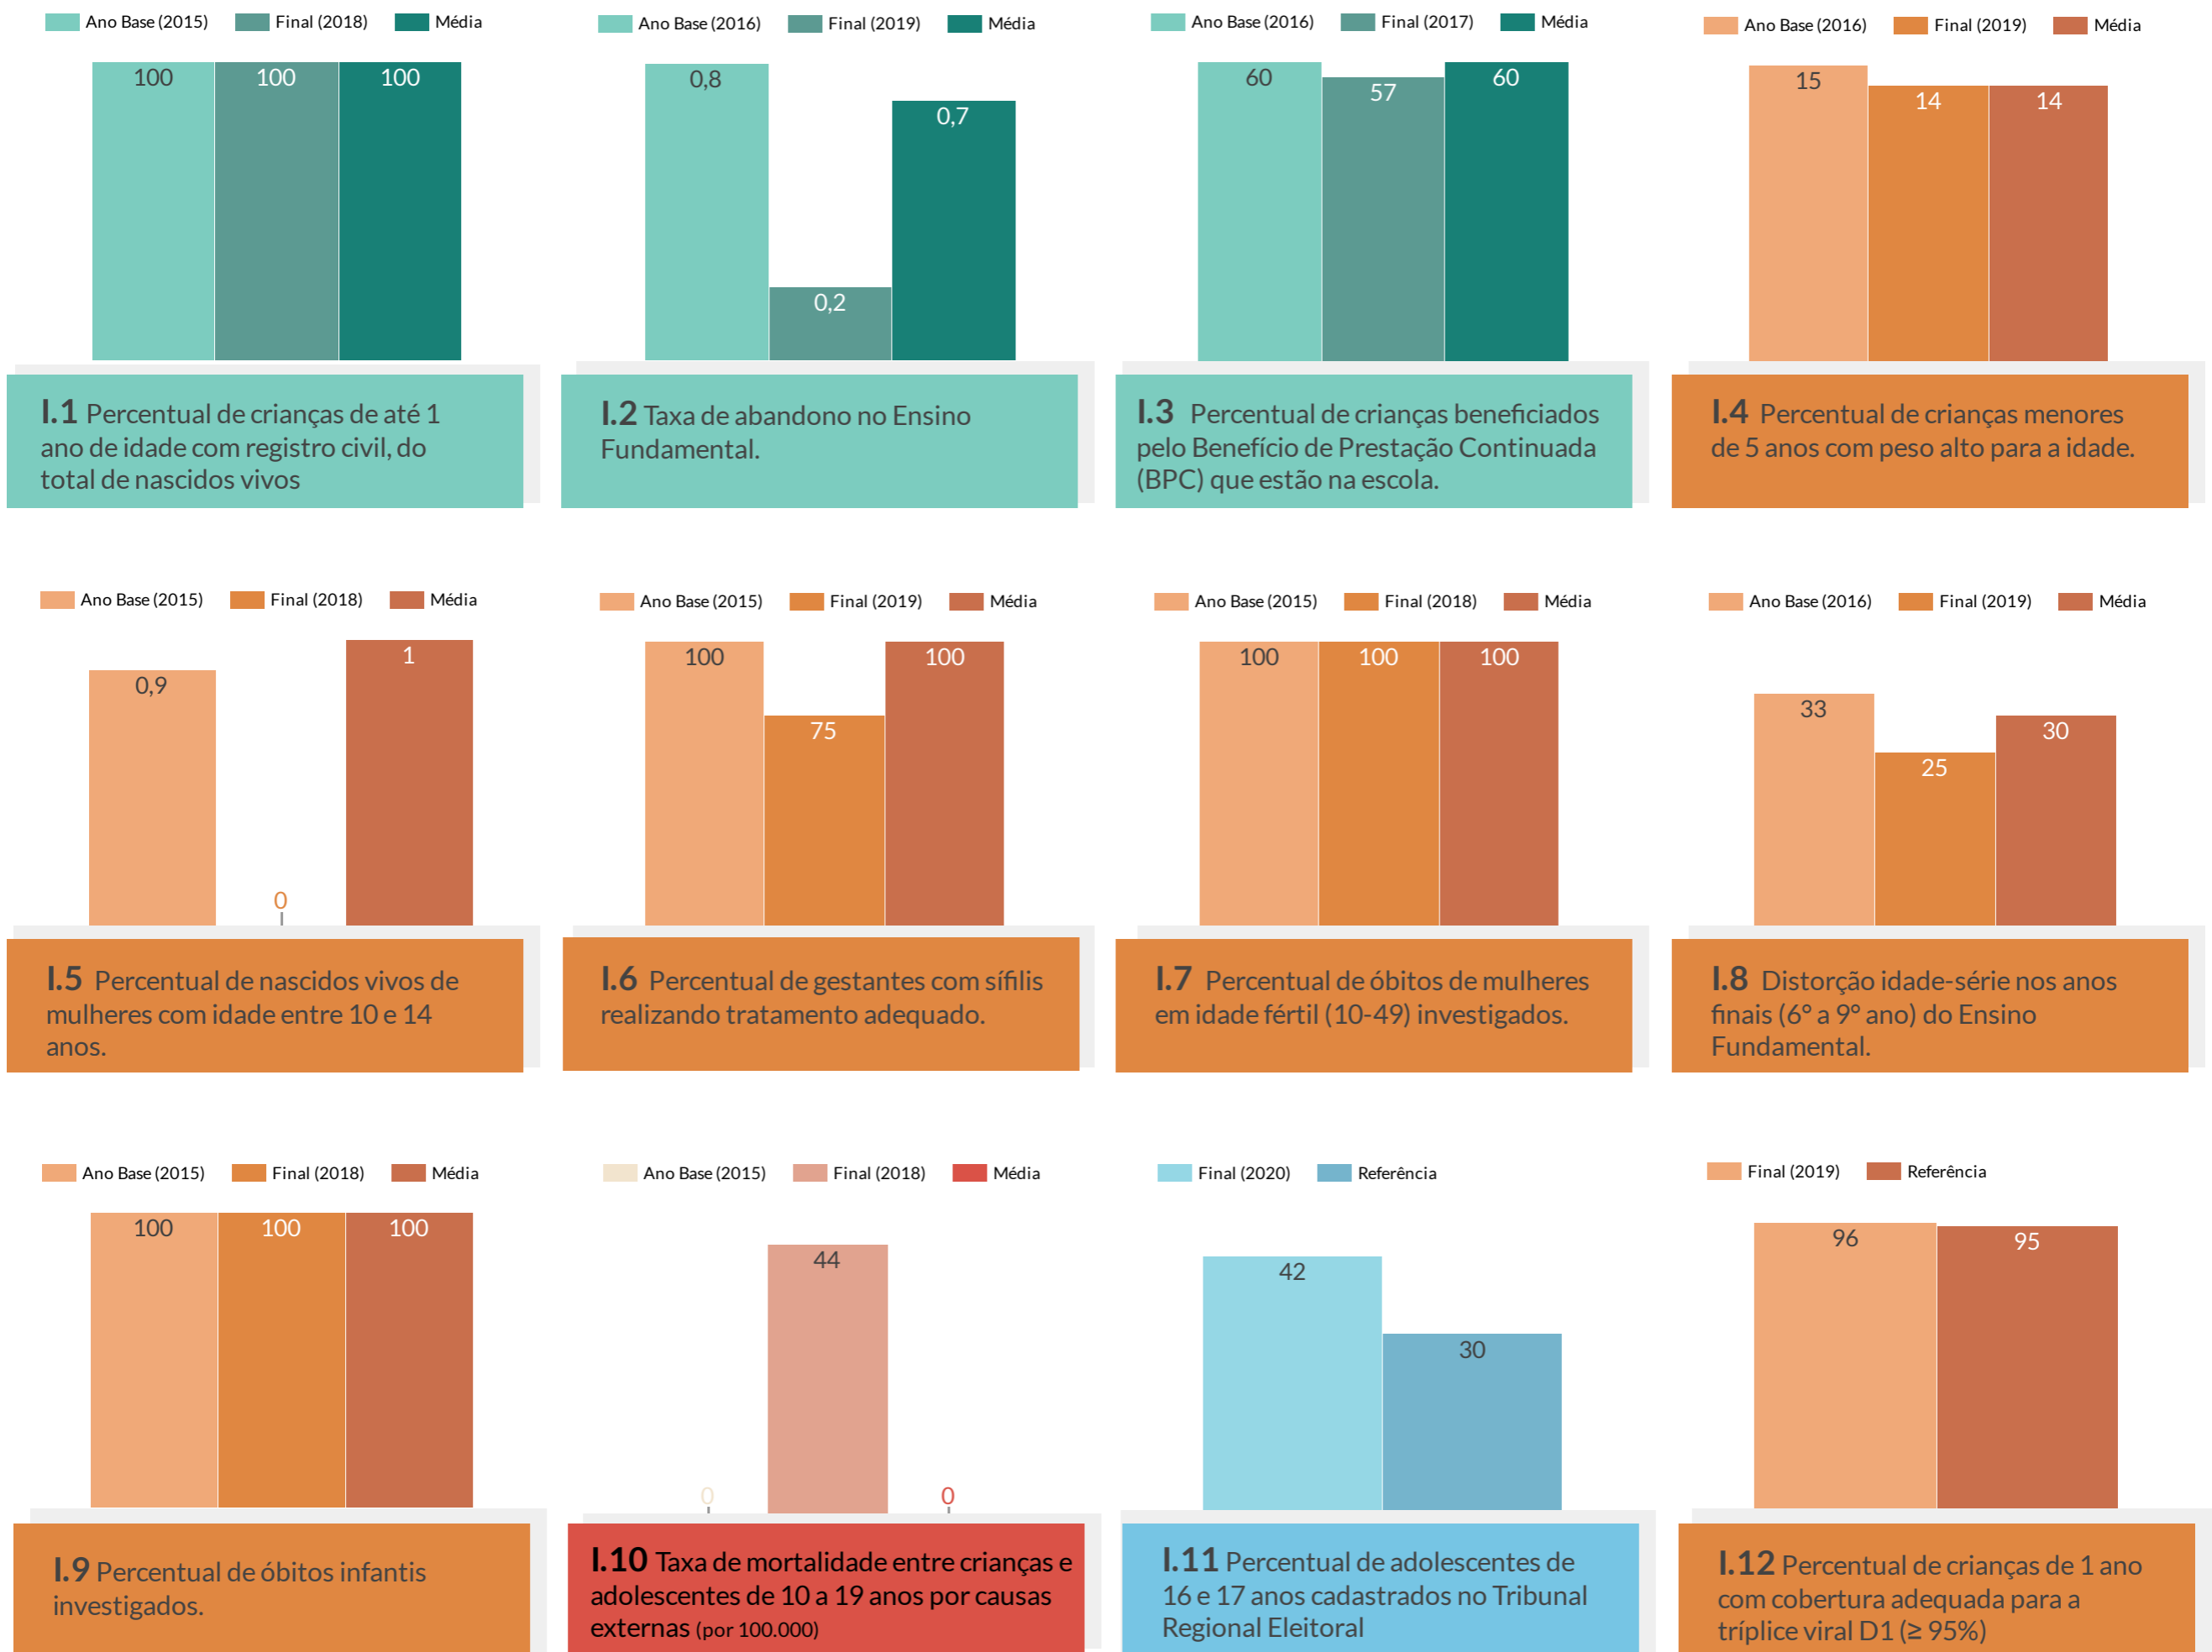 Ano Base (2015) Final (2018) Média
100 100 100
I.1 Percentual de crianças de até 1
ano de idade com registro civil, do
total de nascidos vivos
Ano Base (2016) Final (2019) Média
0,8 0,2 0,7
I.2 Taxa de abandono no Ensino
Fundamental.
Ano Base (2016) Final (2017) Média
60 57 60
I.3 Percentual de crianças beneficiados
pelo Benefício de Prestação Continuada
(BPC) que estão na escola.
Ano Base (2016) Final (2019) Média
15 14 14
I.4 Percentual de crianças menores
de 5 anos com peso alto para a idade.
Ano Base (2015) Final (2018) Média
0,9 0 1
I.5 Percentual de nascidos vivos de
mulheres com idade entre 10 e 14
anos.
Ano Base (2015) Final (2019) Média
100 75 100
I.6 Percentual de gestantes com sífilis
realizando tratamento adequado.
Ano Base (2015) Final (2018) Média
100 100 100
I.7 Percentual de óbitos de mulheres
em idade fértil (10-49) investigados.
Ano Base (2016) Final (2019) Média
33 25 30
I.8 Distorção idade-série nos anos
finais (6° a 9° ano) do Ensino
Fundamental.
Ano Base (2015) Final (2018) Média
100 100 100
I.9 Percentual de óbitos infantis
investigados.
Ano Base (2015) Final (2018) Média
0 44 0
I.10 Taxa de mortalidade entre crianças e
adolescentes de 10 a 19 anos por causas
externas (por 100.000)
Final (2020) Referência
42 30
I.11 Percentual de adolescentes de
16 e 17 anos cadastrados no Tribunal
Regional Eleitoral
Final (2019) Referência
96 95
I.12 Percentual de crianças de 1 ano
com cobertura adequada para a
tríplice viral D1 (≥ 95%)